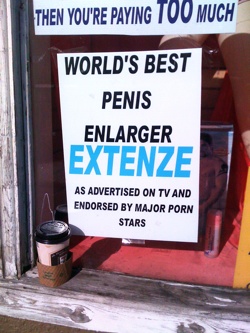 THEN YOU'RE PAYING TOO MUCH
WORLD'S BEST
PENIS
ENLARGER
EXTENZE
AS ADVERTISED ON TV AND
ENDORSED BY MAJOR PORN
STARS